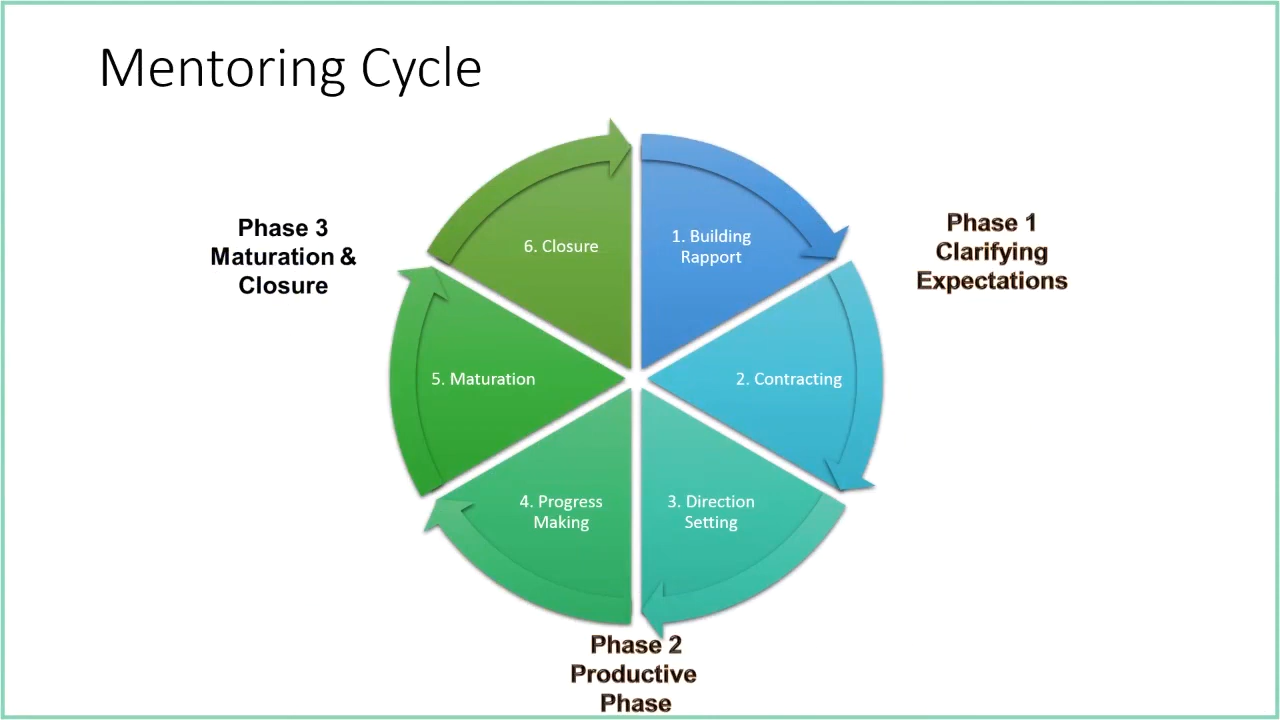 Mentoring Cycle
Phase 1
Clarifying
Expectations
1. Building
Rapport
2. Contracting
3. Direction
Setting
Phase 2
Productive
Phase
4. Progress
Making
5. Maturation
6. Closure
Phase 3
Maturation &
Closure